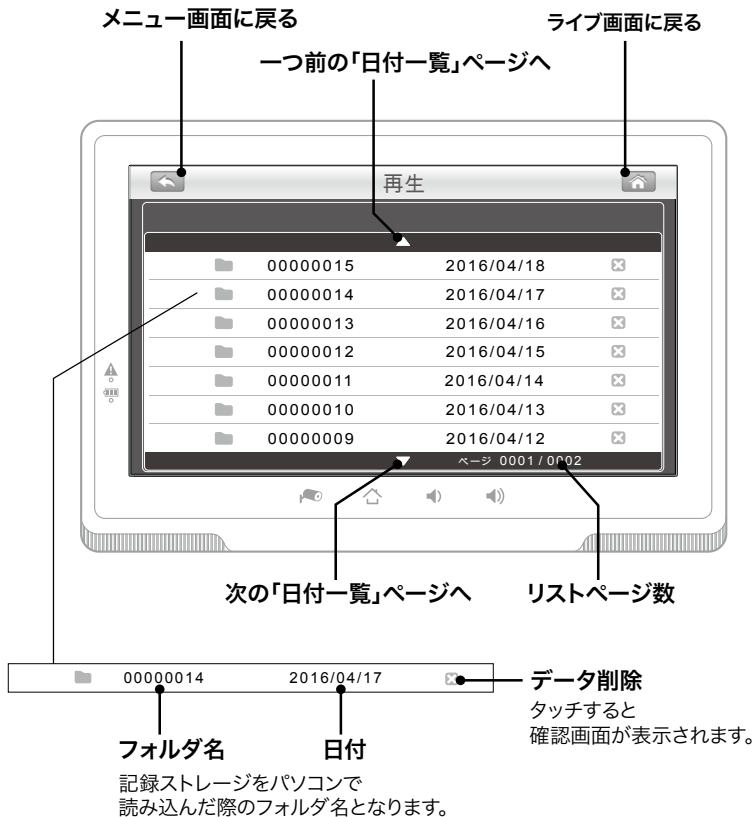 メニュー画面に戻る
ライブ画面に戻る
一つ前の｢日付一覧｣ページへ
再生
00000015 2016/04/18
00000014 2016/04/17
00000013 2016/04/16
00000012 2016/04/15
00000011 2016/04/14
00000010 2016/04/13
00000009 2016/04/12
ページ 0001 / 0002
次の｢日付一覧｣ページへ
リストページ数
00000014 2016/04/17
データ削除
タッチすると
確認画面が表示されます。
フォルダ名
日付
記録ストレージをパソコンで
読み込んだ際のフォルダ名となります。